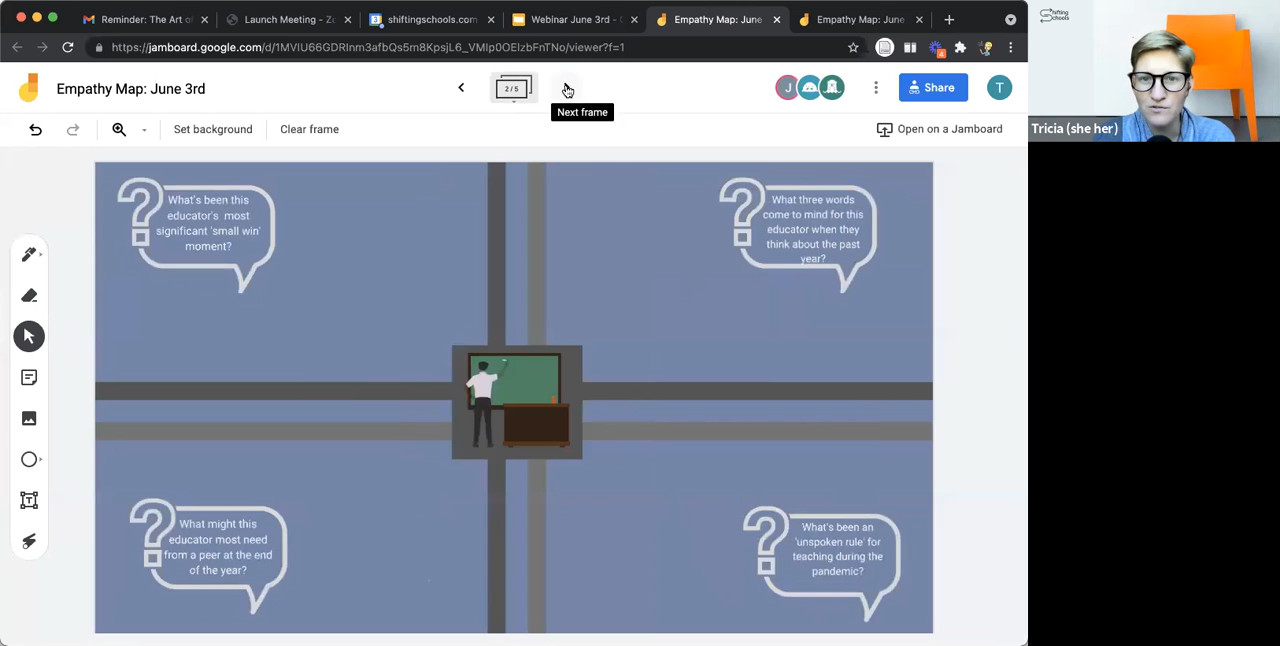 Reminder: The Art of
Launch Meeting - Zo
shiftingschools.com
Webinar June 3rd - G
Empathy Map: June
Empathy Map: June
https://jamboard.google.com/d/1MVIU66GDRInm3afbQs5m8KpsjL6_VMIp0OEIzbFnTNo/viewer?f=1
4
Empathy Map: June 3rd
2/5
Next frame
J
Share
T
Set background
Clear frame
Open on a Jamboard
What's been this
educator's most
significant 'small win'
moment?
What three words
come to mind for this
educator when they
think about the past
year?
What might this
educator most need
from a peer at the end
of the year?
What's been an
'unspoken rule' for
teaching during the
pandemic?
Shifting
Schools
Tricia (she her)